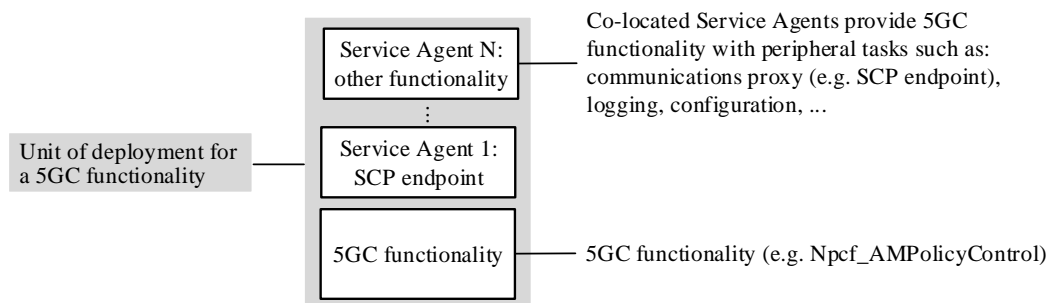 Service Agent N:
other functionality
Co-located Service Agents provide 5GC
functionality with peripheral tasks such as:
communications proxy (e.g. SCP endpoint),
logging, configuration, ...
...
Unit of deployment for
a 5GC functionality
Service Agent 1:
SCP endpoint
5GC functionality
5GC functionality (e.g. Npcf_AMPolicyControl)